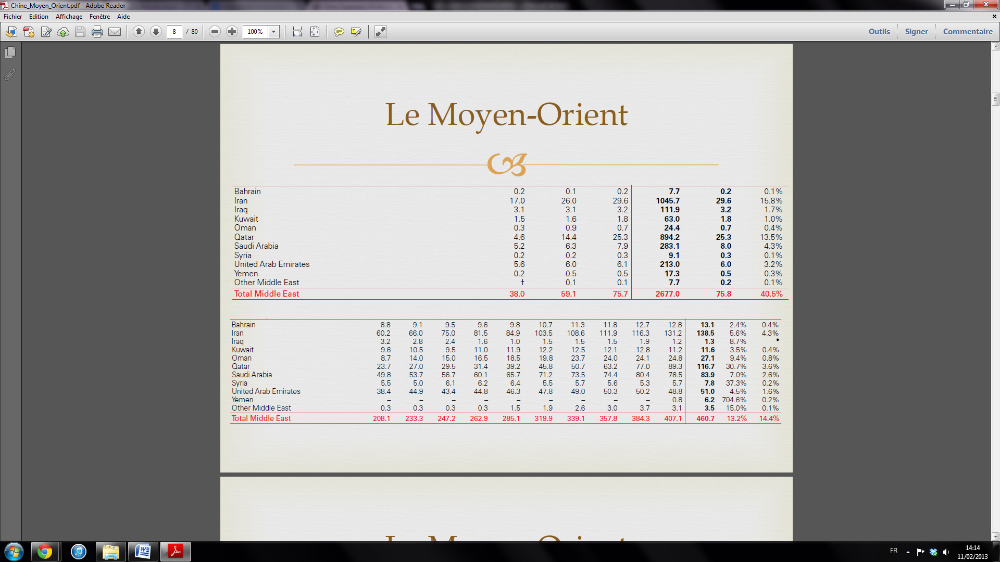 Chine_Moyen_Orient.pdf - Adobe Reader
Fichier Edition Affichage Fenêtre Aide
8 / 80 100% Outils Signer Commentaire
Le Moyen-Orient
Bahrain 0.2 0.1 0.2 7.7 0.2 0.1%
Iran 17.0 26.0 29.6 1045.7 29.6 15.8%
Iraq 3.1 3.1 3.2 111.9 3.2 1.7%
Kuwait 1.5 1.6 1.8 63.0 1.8 1.0%
Oman 0.3 0.9 0.7 24.4 0.7 0.4%
Qatar 4.6 14.4 25.3 894.2 25.3 13.5%
Saudi Arabia 5.2 6.3 7.9 283.1 8.0 4.3%
Syria 0.2 0.2 0.3 9.1 0.3 0.1%
United Arab Emirates 5.6 6.0 6.1 213.0 6.0 3.2%
Yemen 0.2 0.5 0.5 17.3 0.5 0.3%
Other Middle East † 0.1 0.1 7.7 0.2 0.1%
Total Middle East 38.0 59.1 75.7 2677.0 75.8 40.5%
Bahrain 8.8 9.1 9.5 9.6 9.8 10.7 11.3 11.8 12.7 12.8 13.1 2.4% 0.4%
Iran 60.2 66.0 75.0 81.5 84.9 103.5 108.6 111.9 116.3 131.2 138.5 5.6% 4.3%
Iraq 3.2 2.8 2.4 1.6 1.0 1.5 1.5 1.5 1.9 1.2 1.3 8.7% ◆
Kuwait 9.6 10.5 9.5 11.0 11.9 12.2 12.5 12.1 12.8 11.2 11.6 3.5% 0.4%
Oman 8.7 14.0 15.0 16.5 18.5 19.8 23.7 24.0 24.1 24.8 27.1 9.4% 0.8%
Qatar 23.7 27.0 29.5 31.4 39.2 45.8 50.7 63.2 77.0 89.3 116.7 30.7% 3.6%
Saudi Arabia 49.8 53.7 56.7 60.1 65.7 71.2 73.5 74.4 80.4 78.5 83.9 7.0% 2.6%
Syria 5.5 5.0 6.1 6.2 6.4 5.5 5.7 5.6 5.3 5.7 7.8 37.3% 0.2%
United Arab Emirates 38.4 44.9 43.4 44.8 46.3 47.8 49.0 50.3 50.2 48.8 51.0 4.5% 1.6%
Yemen – – – – – – – – – 0.8 6.2 704.6% 0.2%
Other Middle East 0.3 0.3 0.3 0.3 1.5 1.9 2.6 3.0 3.7 3.1 3.5 15.0% 0.1%
Total Middle East 208.1 233.3 247.2 262.9 285.1 319.9 339.1 357.8 384.3 407.1 460.7 13.2% 14.4%
FR 14:14
11/02/2013